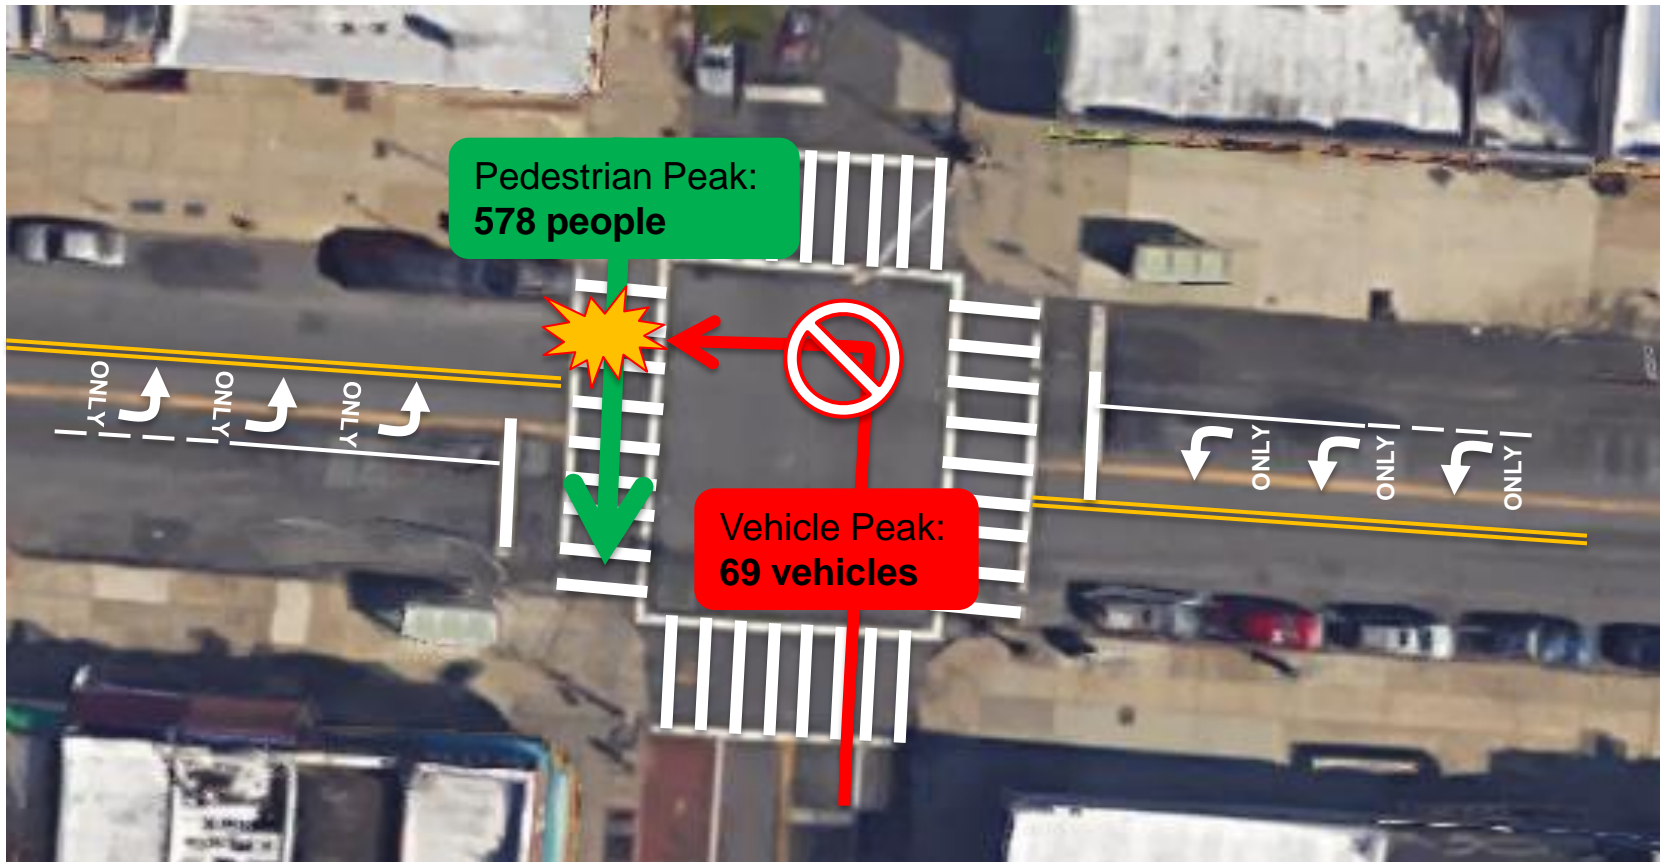 Pedestrian Peak:
578 people
ONLY
ONLY
ONLY
ONLY
ONLY
ONLY
Vehicle Peak:
69 vehicles